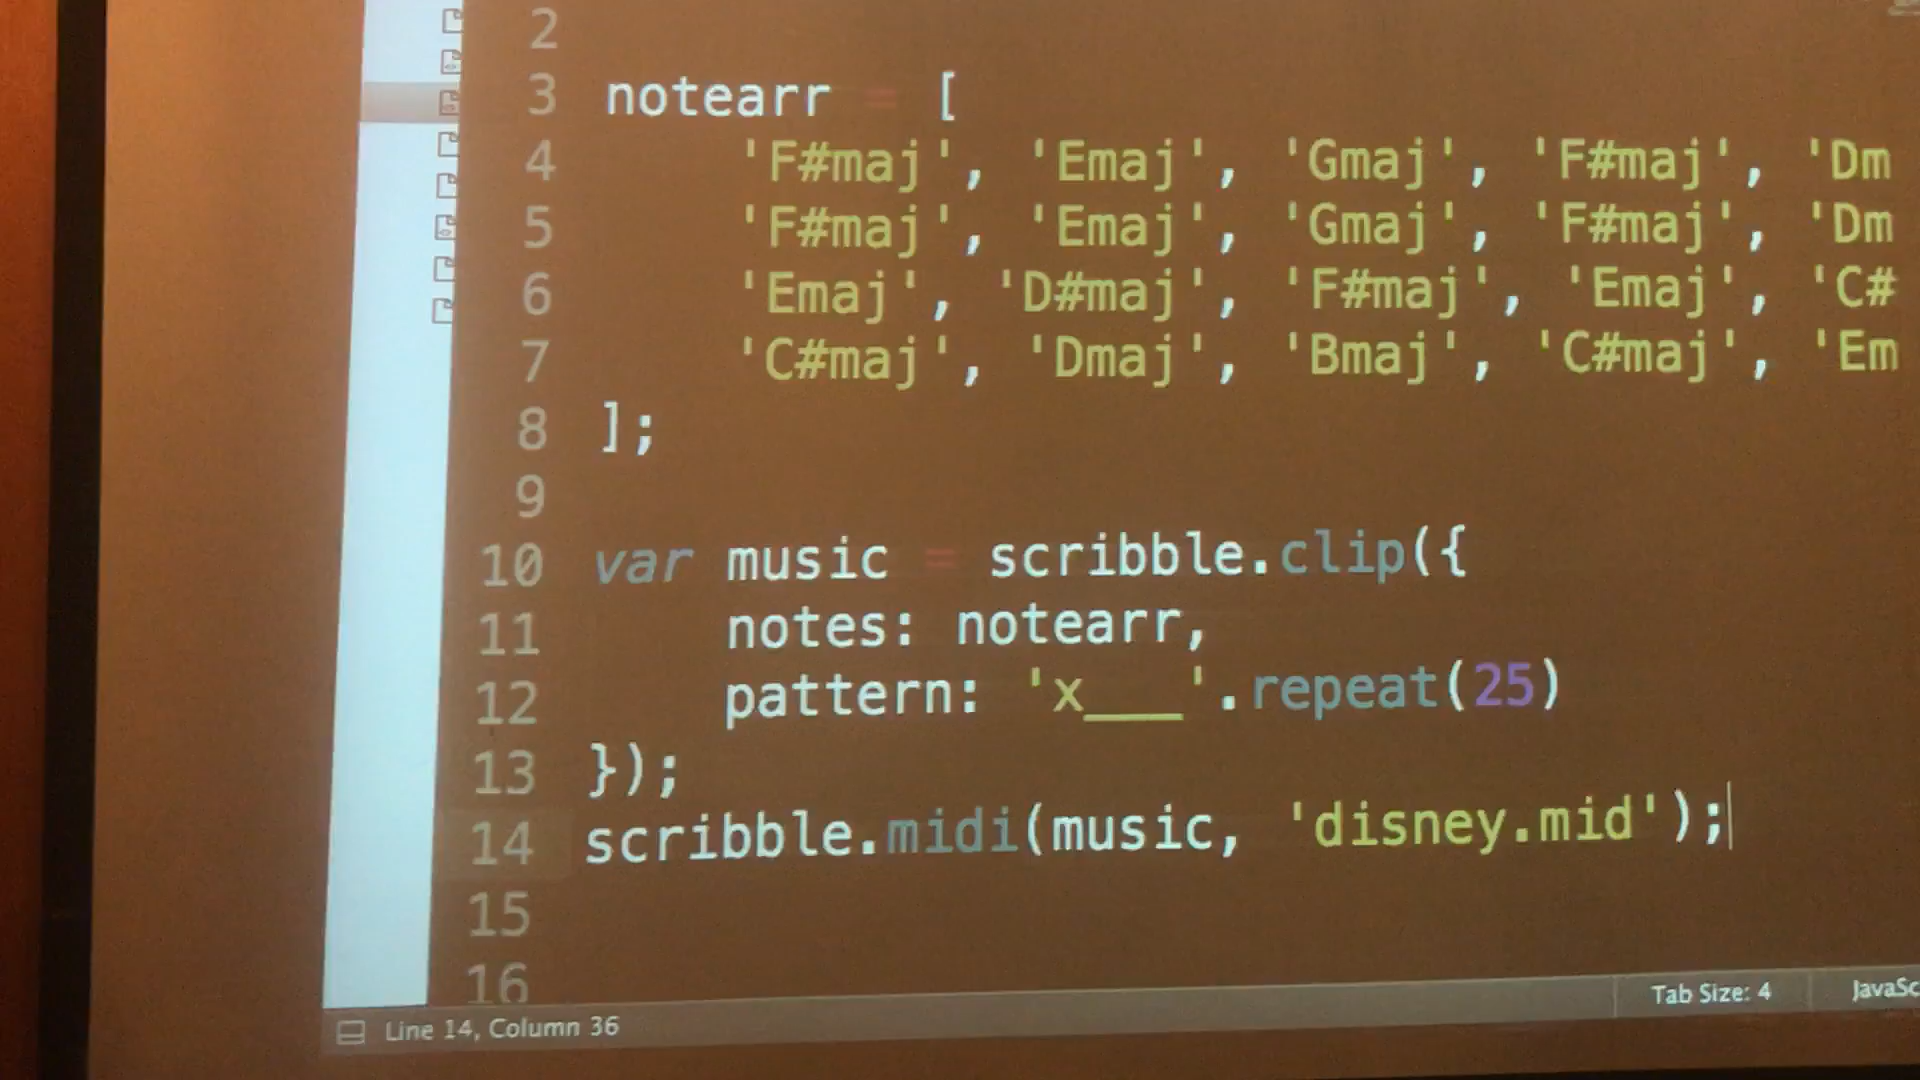 2
3 notearr = [
4 'F#maj', 'Emaj', 'Gmaj', 'F#maj', 'Dm
5 'F#maj', 'Emaj', 'Gmaj', 'F#maj', 'Dm
6 'Emaj', 'D#maj', 'F#maj', 'Emaj', 'C#
7 'C#maj', 'Dmaj', 'Bmaj', 'C#maj', 'Em
8 ];
9
10 var music = scribble.clip({
11 notes: notearr,
12 pattern: 'x___'.repeat(25)
13 });
14 scribble.midi(music, 'disney.mid');
15
16
Line 14, Column 36 Tab Size: 4 JavaSc